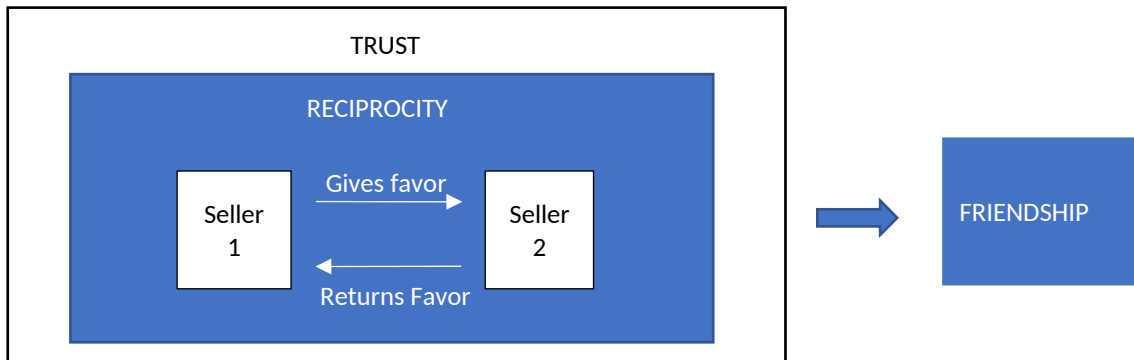 TRUST
RECIPROCITY
Gives favor
Seller
1
Seller
2
Returns Favor
FRIENDSHIP